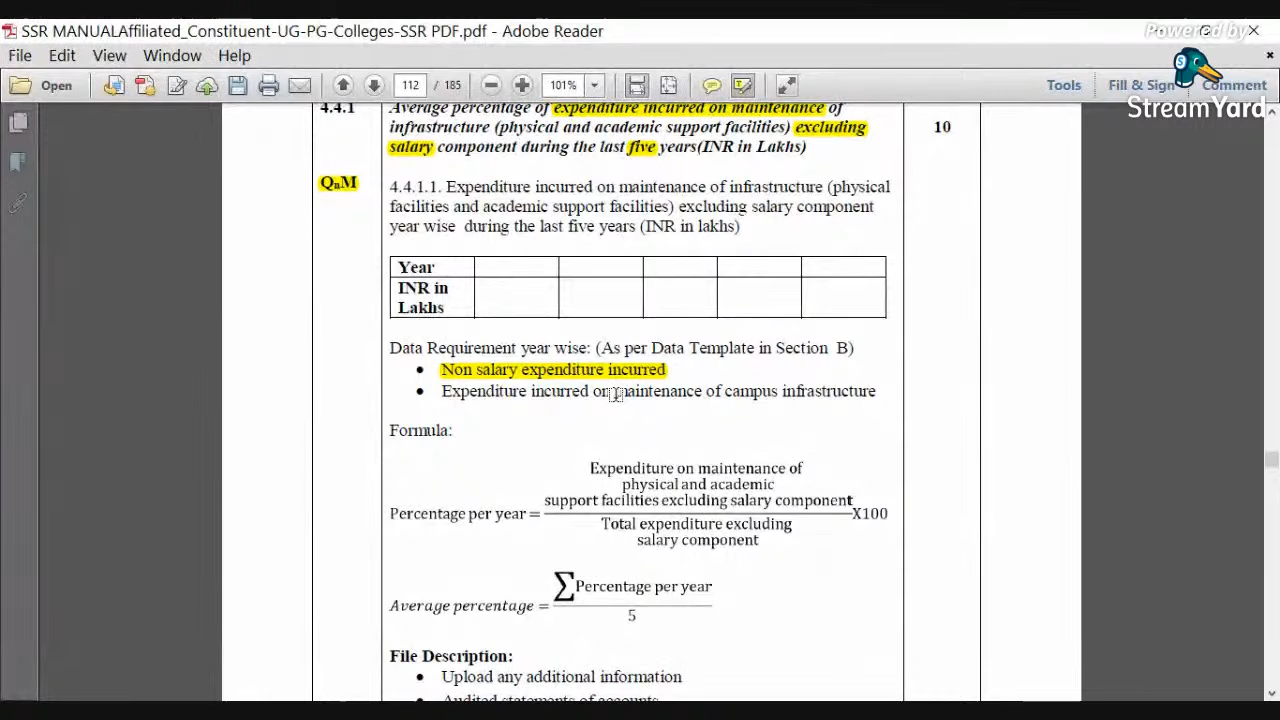 SSR MANUALAffiliated_Constituent-UG-PG-Colleges-SSR PDF.pdf - Adobe Reader
Powered by
File Edit View Window Help
Open 112 / 185 101% Tools Fill & Sign Comment
StreamYard
4.4.1 Average percentage of expenditure incurred on maintenance of
infrastructure (physical and academic support facilities) excluding 10
salary component during the last five years(INR in Lakhs)
QnM 4.4.1.1. Expenditure incurred on maintenance of infrastructure (physical
facilities and academic support facilities) excluding salary component
year wise during the last five years (INR in lakhs)
Year
INR in
Lakhs
Data Requirement year wise: (As per Data Template in Section B)
• Non salary expenditure incurred
• Expenditure incurred on maintenance of campus infrastructure
Formula:
Expenditure on maintenance of
physical and academic
support facilities excluding salary component
Percentage per year = X100
Total expenditure excluding
salary component
∑Percentage per year
Average percentage =
5
File Description:
• Upload any additional information
• Audited statements of accounts